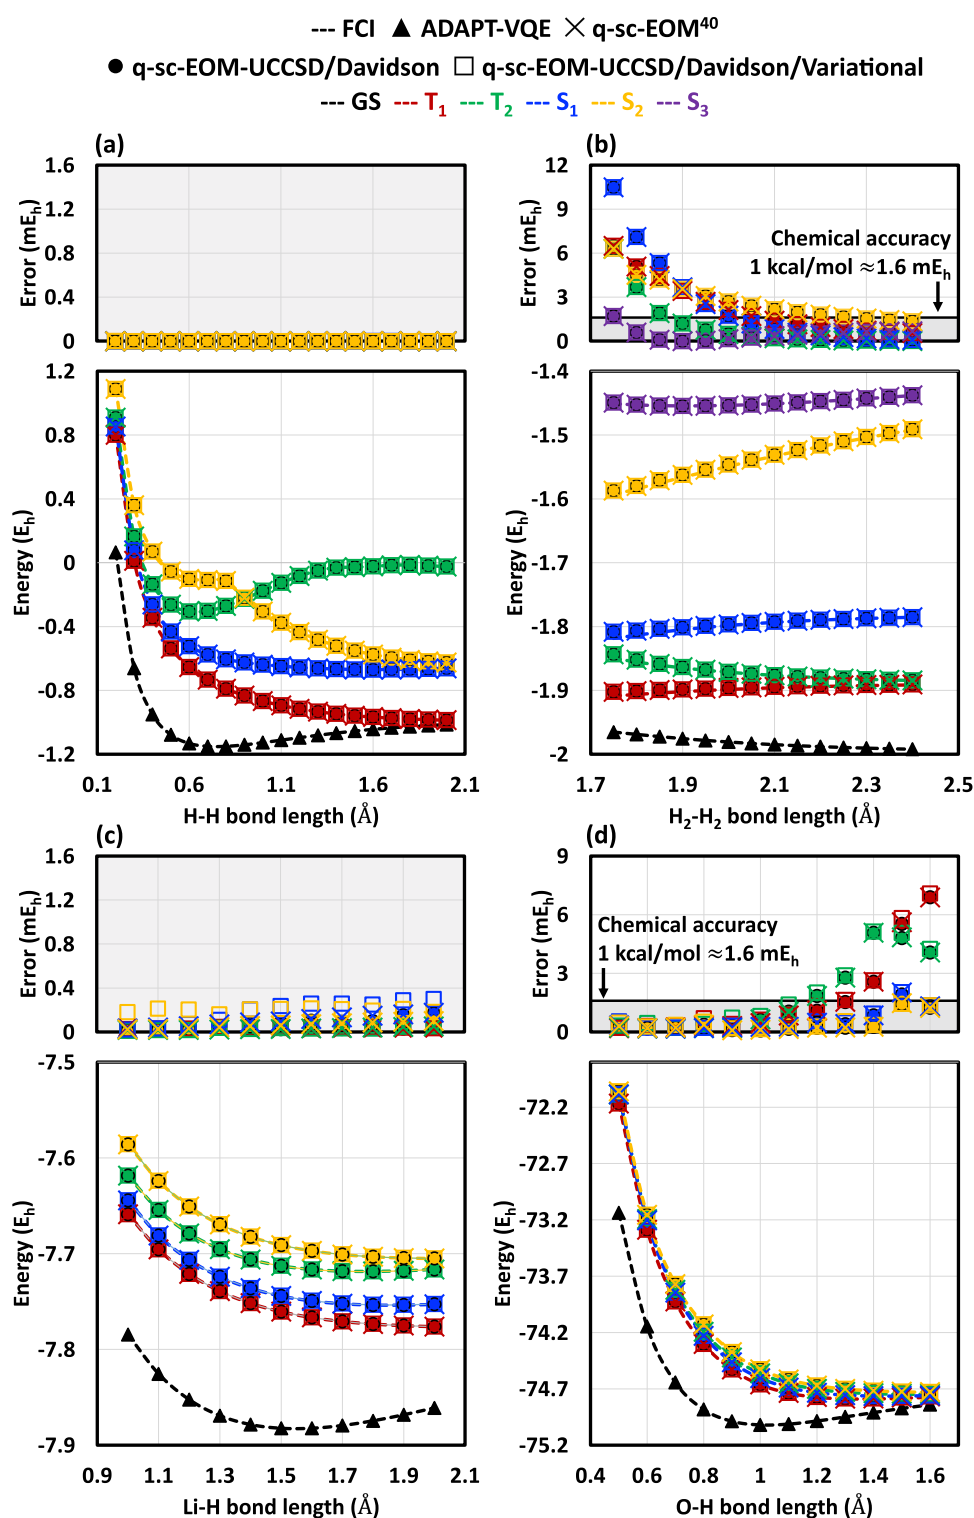 --- FCI ▲ ADAPT-VQE × q-sc-EOM⁴⁰
● q-sc-EOM-UCCSD/Davidson □ q-sc-EOM-UCCSD/Davidson/Variational
--- GS --- T₁ --- T₂ --- S₁ --- S₂ --- S₃
(a)
Error (mEₕ)
1.6
1.2
0.8
0.4
0
Energy (Eₕ)
1.2
0.8
0.4
0
-0.4
-0.8
-1.2
0.1 0.6 1.1 1.6 2.1
H-H bond length (Å)
(b)
Error (mEₕ)
12
9
6
3
0
Chemical accuracy
1 kcal/mol ≈1.6 mEₕ
Energy (Eₕ)
-1.4
-1.5
-1.6
-1.7
-1.8
-1.9
-2
1.7 1.9 2.1 2.3 2.5
H₂-H₂ bond length (Å)
(c)
Error (mEₕ)
1.6
1.2
0.8
0.4
0
Energy (Eₕ)
-7.5
-7.6
-7.7
-7.8
-7.9
0.9 1.1 1.3 1.5 1.7 1.9 2.1
Li-H bond length (Å)
(d)
Error (mEₕ)
9
6
3
0
Chemical accuracy
1 kcal/mol ≈1.6 mEₕ
Energy (Eₕ)
-72.2
-72.7
-73.2
-73.7
-74.2
-74.7
-75.2
0.4 0.6 0.8 1 1.2 1.4 1.6
O-H bond length (Å)